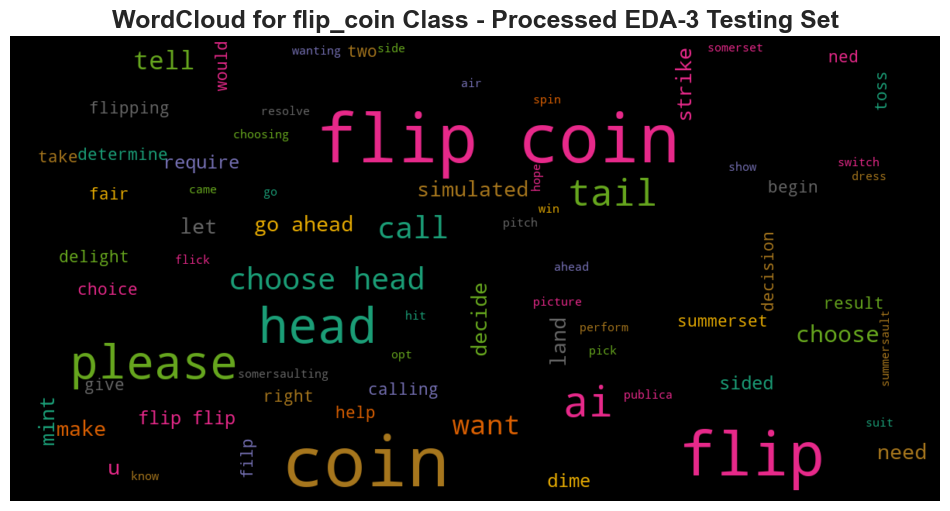 WordCloud for flip_coin Class - Processed EDA-3 Testing Set
wanting
two
side
somerset
ned
tell
would
strike
air
toss
flipping
resolve
spin
choosing
flip coin
take
determine
require
hope
show
switch
dress
fair
came
go
simulated
tail
begin
win
let
go ahead
call
pitch
delight
flick
ahead
decision
choice
choose head
decide
picture
result
head
hit
land
perform
summerset
choose
summersault
please
opt
pick
somersaulting
give
right
calling
ai
publica
sided
mint
make
flip flip
help
want
suit
u
know
filp
coin
dime
flip
need